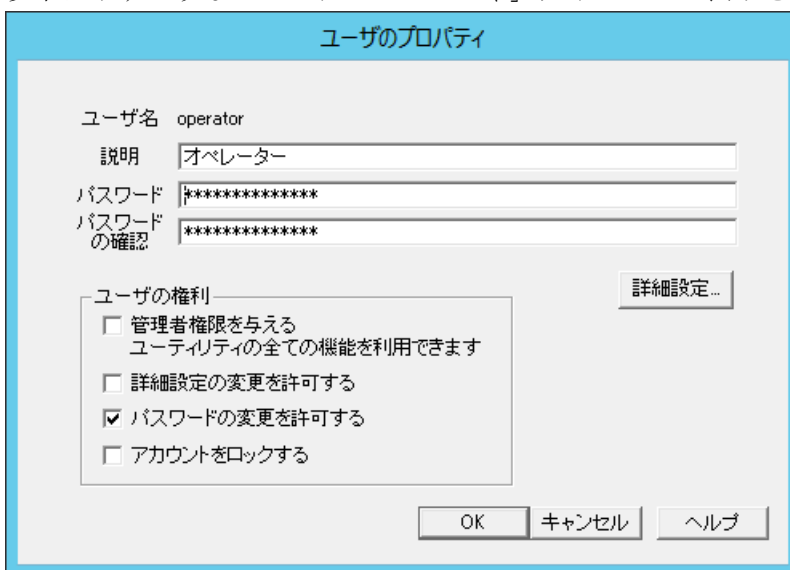 ユーザのプロパティ
ユーザ名 operator
説明 オペレーター
パスワード **************
パスワード
の確認 **************
詳細設定...
ユーザの権利
管理者権限を与える
ユーティリティの全ての機能を利用できます
詳細設定の変更を許可する
パスワードの変更を許可する
アカウントをロックする
OK キャンセル ヘルプ